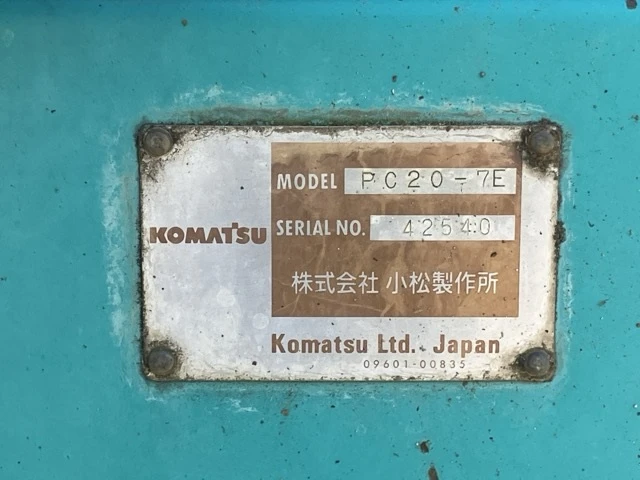 KOMATSU
MODEL PC20-7E
SERIAL NO. 42540
株式会社 小松製作所
Komatsu Ltd. Japan
09601-00835